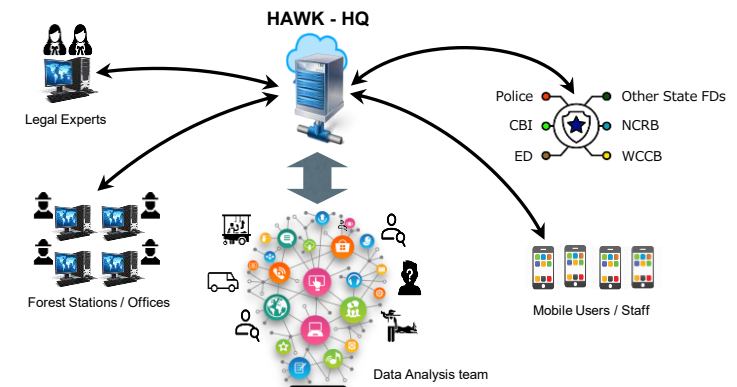 HAWK - HQ
Legal Experts
Police
Other State FDs
CBI
NCRB
ED
WCCB
Forest Stations / Offices
Mobile Users / Staff
Data Analysis team